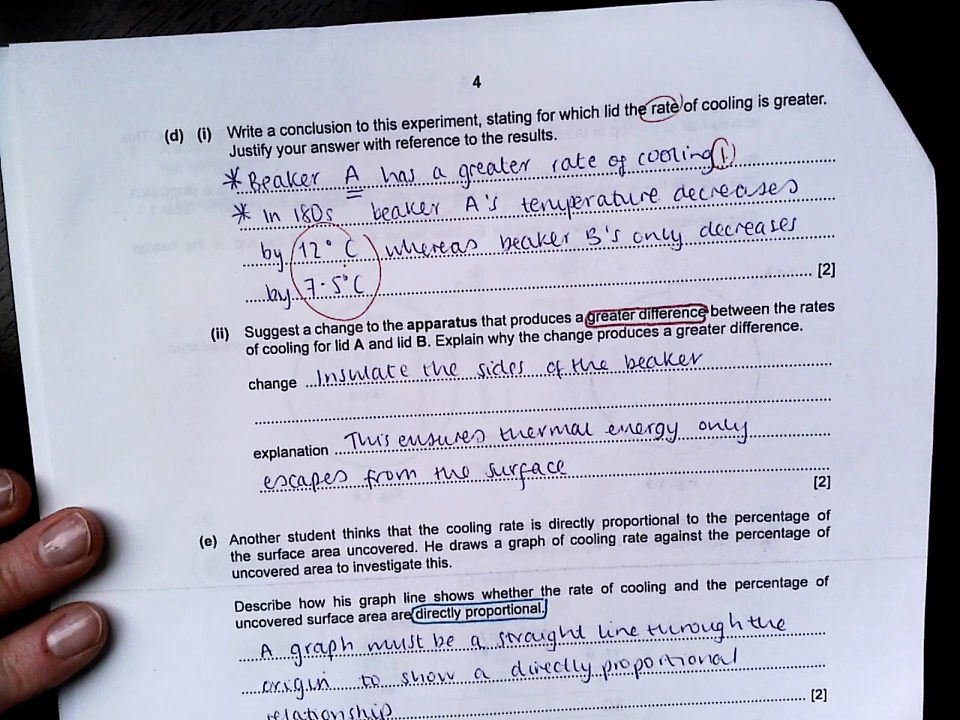 4
(d) (i) Write a conclusion to this experiment, stating for which lid the rate of cooling is greater.
Justify your answer with reference to the results.
* Beaker A has a greater rate of cooling (1)
* In 180s beaker A's temperature decreases
by 12°C whereas beaker B's only decreases
by 7.5°C
[2]
(ii) Suggest a change to the apparatus that produces a greater difference between the rates
of cooling for lid A and lid B. Explain why the change produces a greater difference.
change Insulate the sides of the beaker
explanation This ensures thermal energy only
escapes from the surface
[2]
(e) Another student thinks that the cooling rate is directly proportional to the percentage of
the surface area uncovered. He draws a graph of cooling rate against the percentage of
uncovered area to investigate this.
Describe how his graph line shows whether the rate of cooling and the percentage of
uncovered surface area are directly proportional.
A graph must be a straight line through the
origin to show a directly proportional
relationship
[2]